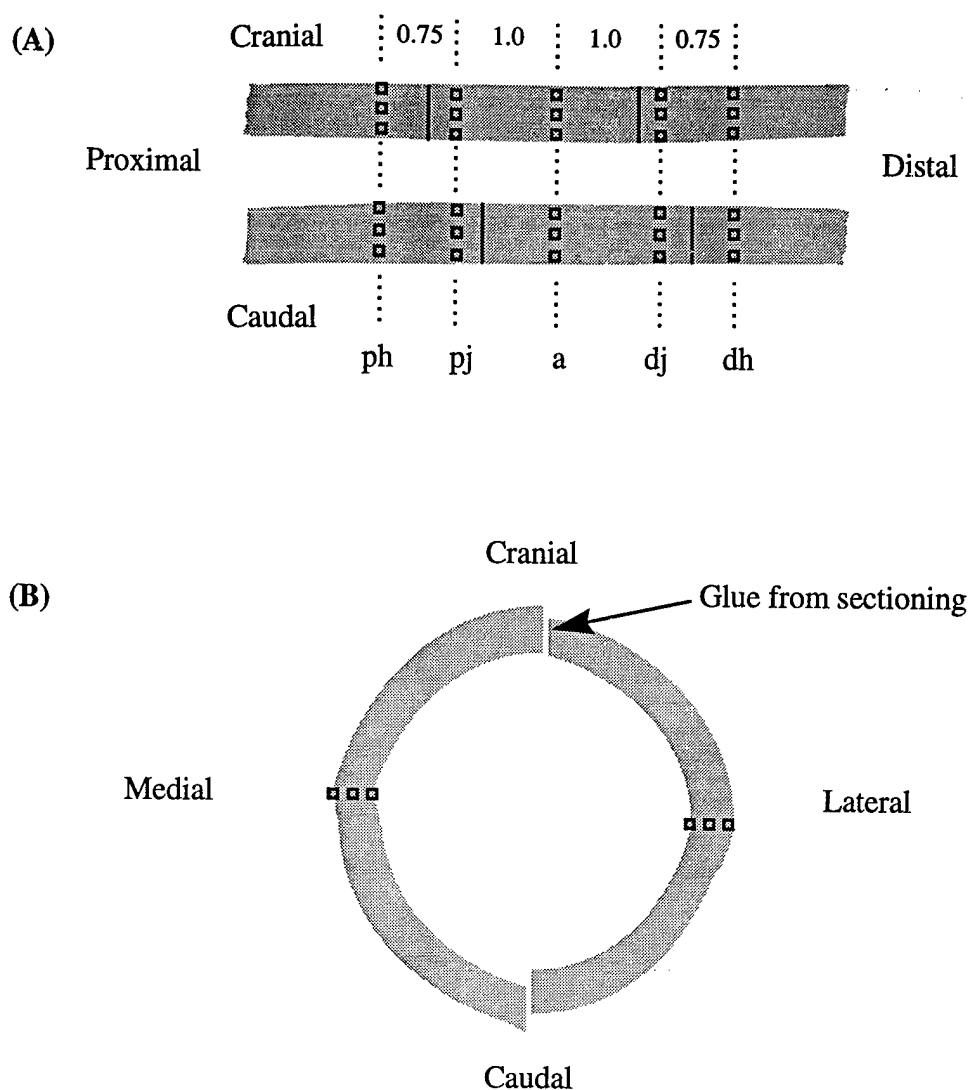 (A)
Cranial 0.75 1.0 1.0 0.75
Proximal
Distal
Caudal
ph pj a dj dh
Cranial
(B)
Glue from sectioning
Medial
Lateral
Caudal